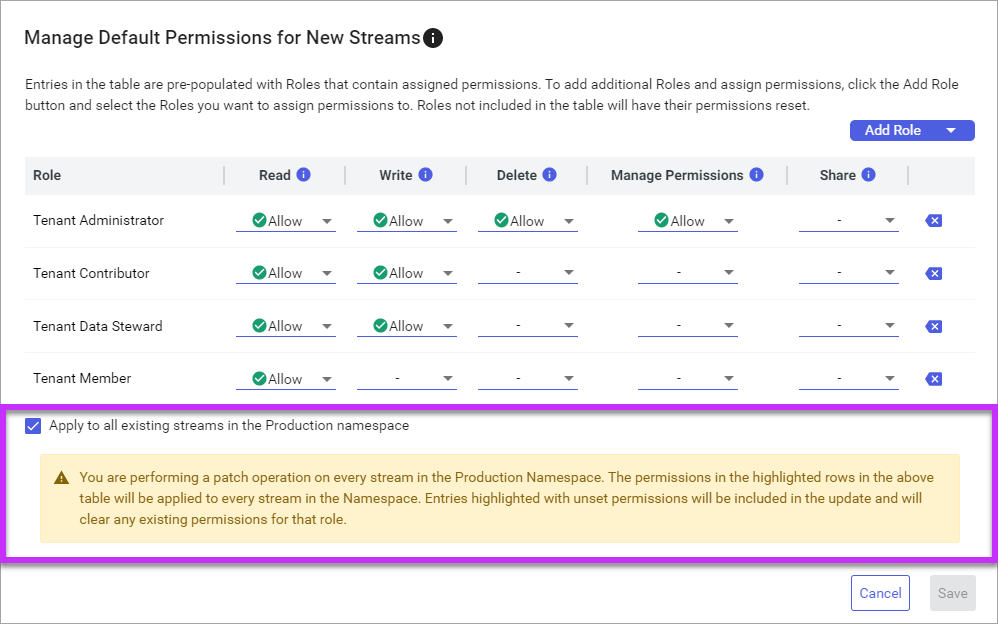 Manage Default Permissions for New Streams
Entries in the table are pre-populated with Roles that contain assigned permissions. To add additional Roles and assign permissions, click the Add Role
button and select the Roles you want to assign permissions to. Roles not included in the table will have their permissions reset.
Add Role
Role Read Write Delete Manage Permissions Share
Tenant Administrator Allow Allow Allow Allow -
Tenant Contributor Allow Allow - - -
Tenant Data Steward Allow Allow - - -
Tenant Member Allow - - - -
Apply to all existing streams in the Production namespace
You are performing a patch operation on every stream in the Production Namespace. The permissions in the highlighted rows in the above
table will be applied to every stream in the Namespace. Entries highlighted with unset permissions will be included in the update and will
clear any existing permissions for that role.
Cancel Save